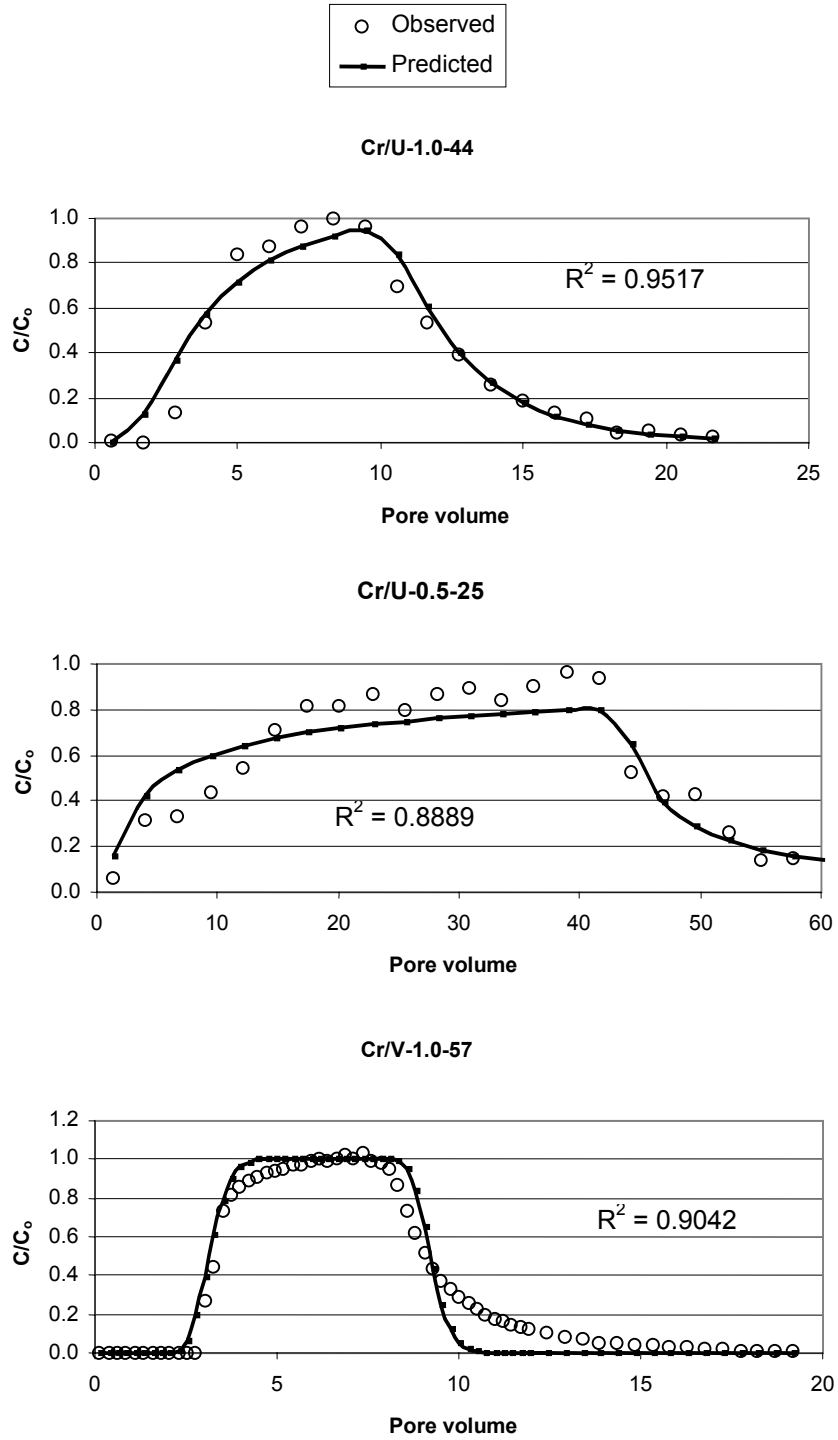 Observed
Predicted
Cr/U-1.0-44
1.0
0.8
0.6
0.4
0.2
0.0
C/Cₒ
R² = 0.9517
0 5 10 15 20 25
Pore volume
Cr/U-0.5-25
1.0
0.8
0.6
0.4
0.2
0.0
C/Cₒ
R² = 0.8889
0 10 20 30 40 50 60
Pore volume
Cr/V-1.0-57
1.2
1.0
0.8
0.6
0.4
0.2
0.0
C/Cₒ
R² = 0.9042
0 5 10 15 20
Pore volume